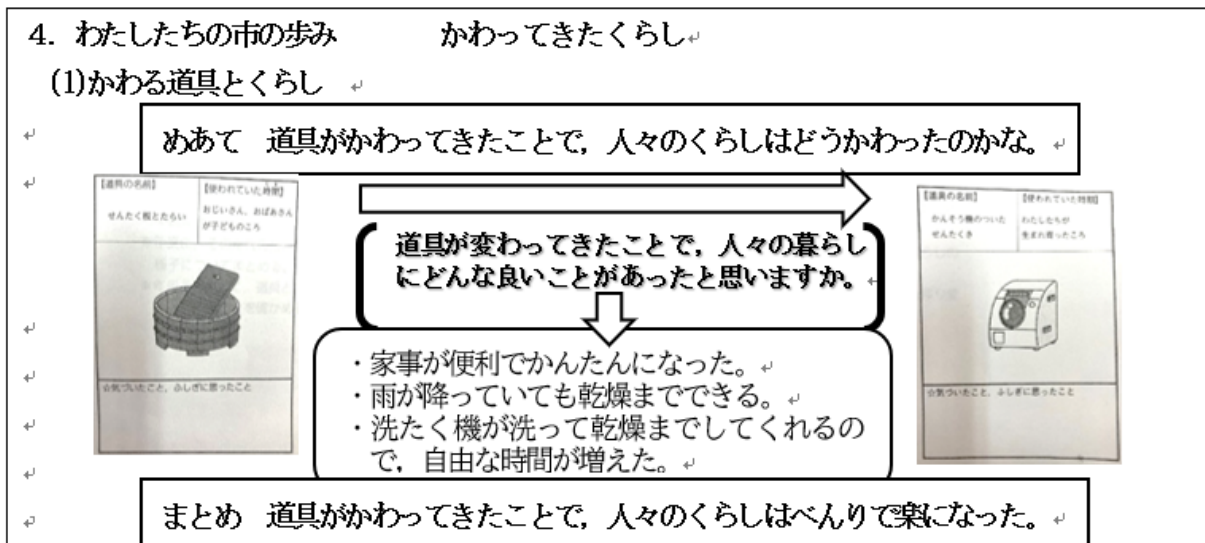 4．わたしたちの市の歩み　かわってきたくらし
(1)かわる道具とくらし
めあて　道具がかわってきたことで，人々のくらしはどうかわったのかな。
【道具の名前】
せんたく板とたらい
【使われていた時期】
おじいさん、おばあさん
が子どものころ
☆気づいたこと、ふしぎに思ったこと
道具が変わってきたことで，人々の暮らし
にどんな良いことがあったと思いますか。
・家事が便利でかんたんになった。
・雨が降っていても乾燥までできる。
・洗たく機が洗って乾燥までしてくれるの
で，自由な時間が増えた。
【道具の名前】
かんそう機のついた
せんたくき
【使われていた時期】
わたしたちが
生まれ育ったころ
☆気づいたこと、ふしぎに思ったこと
まとめ　道具がかわってきたことで，人々のくらしはべんりで楽になった。